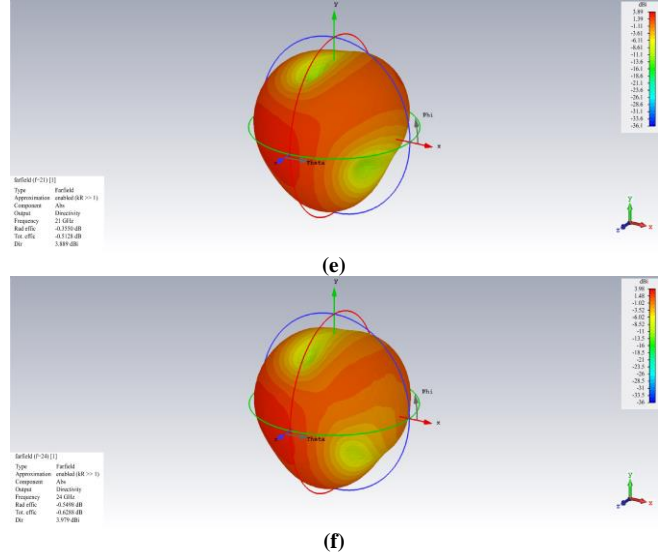 y
dBi
3.89
1.39
-1.11
-3.61
-6.11
-8.61
-11.1
-13.6
-16.1
-18.6
-21.1
-23.6
-26.1
-28.6
-31.1
-33.6
-36.1
Phi
x
z
Theta
farfield (f=21) [1]
Type Farfield
Approximation enabled (kR >> 1)
Component Abs
Output Directivity
Frequency 21 GHz
Rad effic -0.3550 dB
Tot. effic -0.5128 dB
Dir 3.889 dBi
y
z
x
(e)
y
dBi
3.98
1.48
-1.02
-3.52
-6.02
-8.52
-11
-13.5
-16
-18.5
-21
-23.5
-26
-28.5
-31
-33.5
-36
Phi
x
z
Theta
farfield (f=24) [1]
Type Farfield
Approximation enabled (kR >> 1)
Component Abs
Output Directivity
Frequency 24 GHz
Rad effic -0.5498 dB
Tot. effic -0.6288 dB
Dir 3.979 dBi
y
z
x
(f)